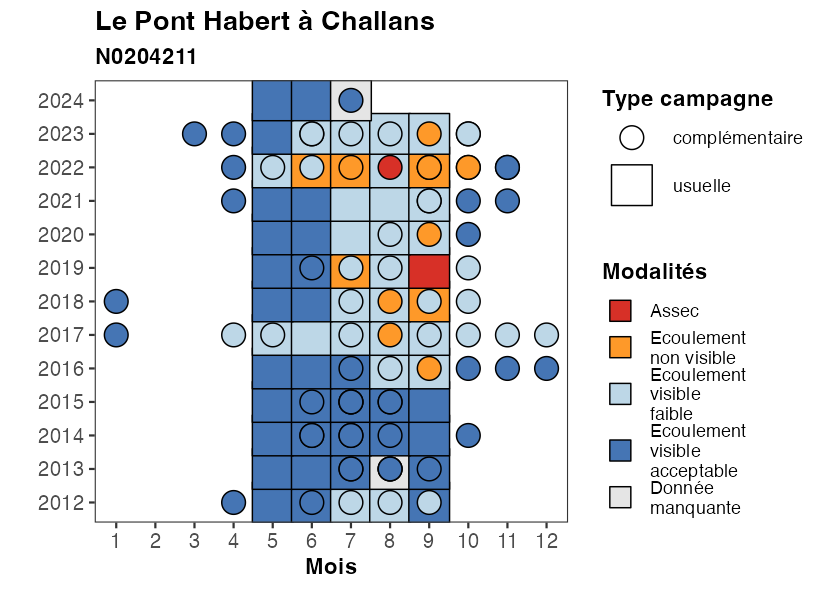 Le Pont Habert à Challans
N0204211
2024
2023
2022
2021
2020
2019
2018
2017
2016
2015
2014
2013
2012
1 2 3 4 5 6 7 8 9 10 11 12
Mois
Type campagne
complémentaire
usuelle
Modalités
Assec
Ecoulement
non visible
Ecoulement
visible
faible
Ecoulement
visible
acceptable
Donnée
manquante